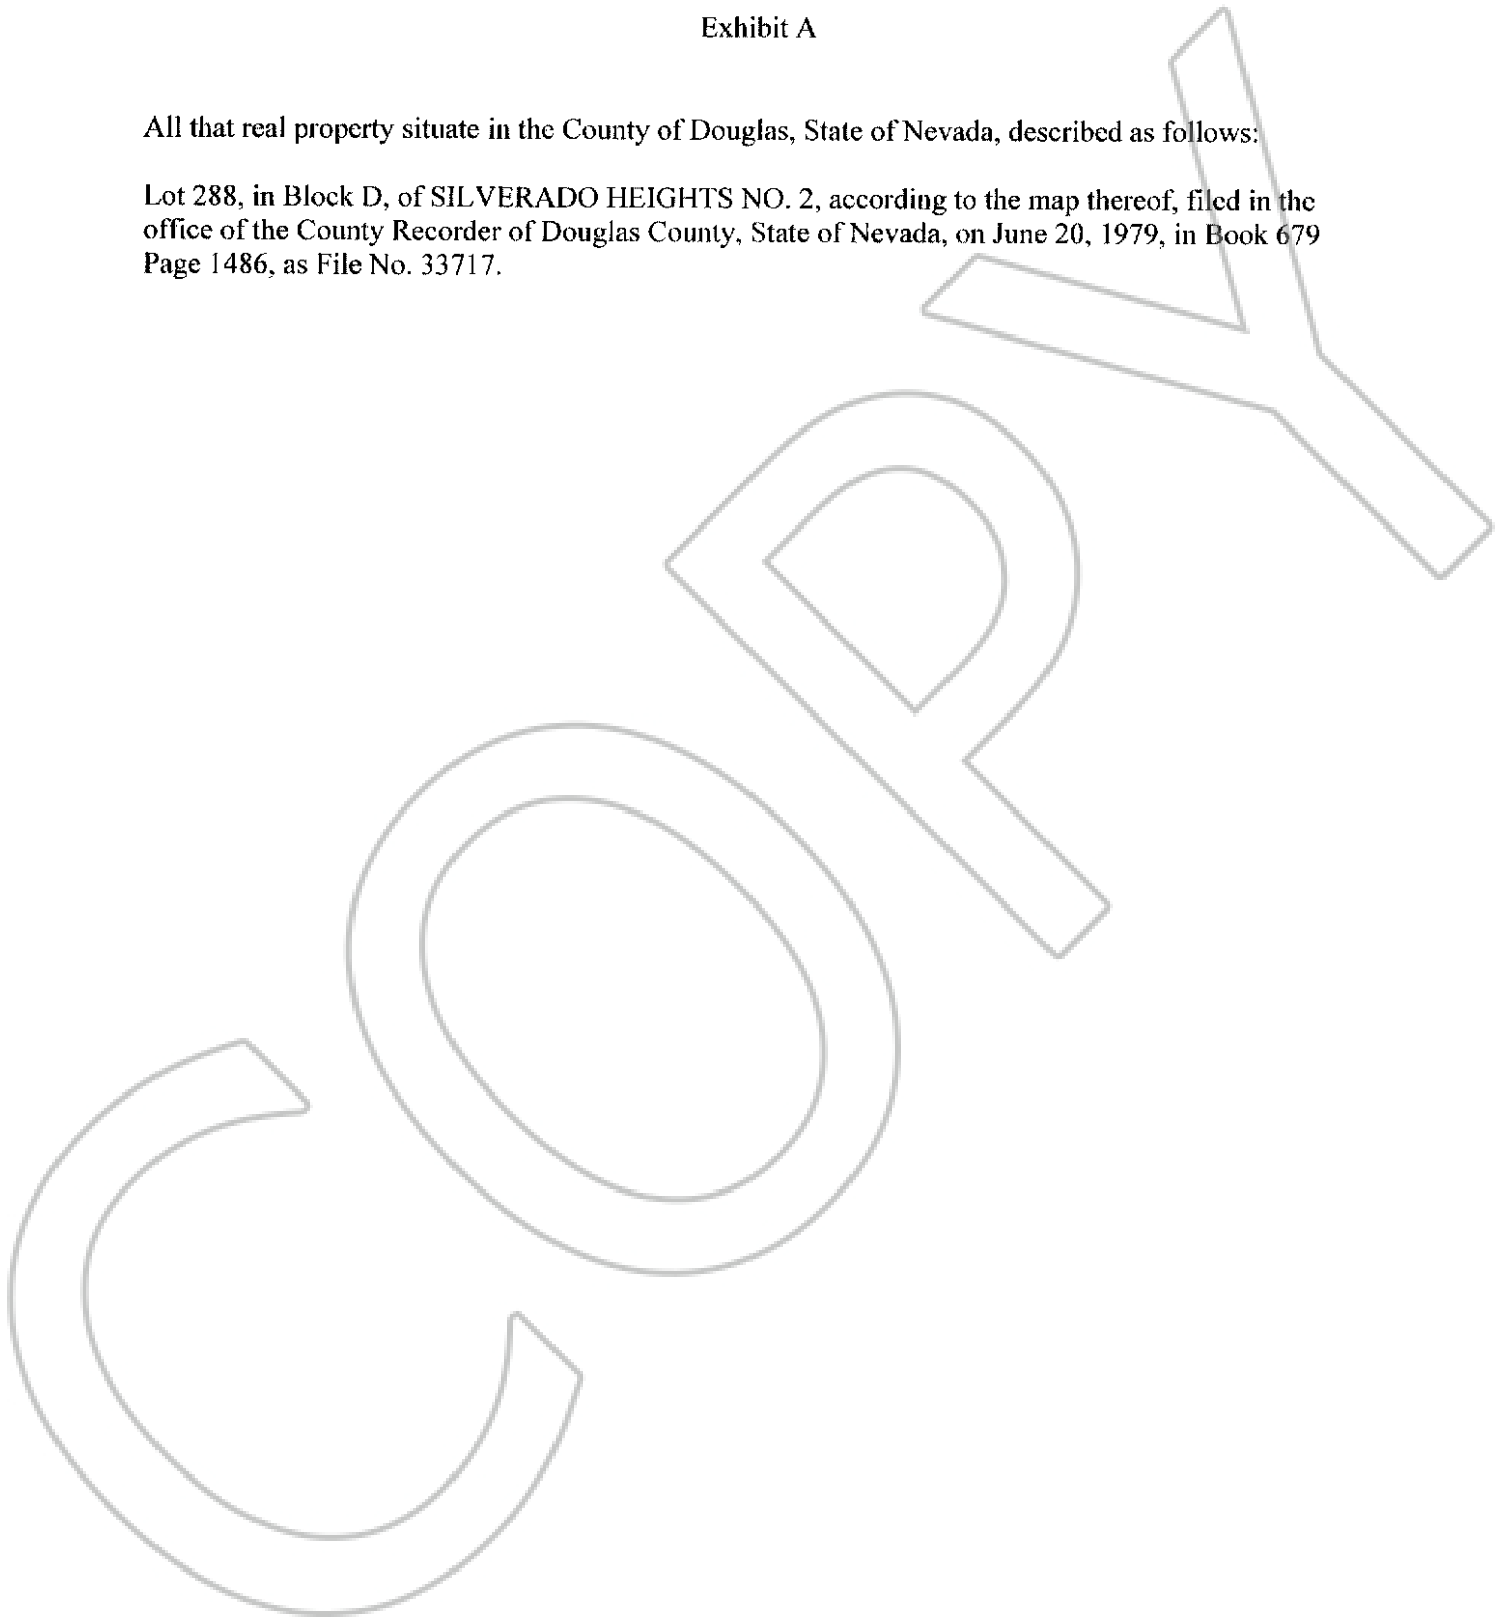 Exhibit A
All that real property situate in the County of Douglas, State of Nevada, described as follows:
Lot 288, in Block D, of SILVERADO HEIGHTS NO. 2, according to the map thereof, filed in the
office of the County Recorder of Douglas County, State of Nevada, on June 20, 1979, in Book 679
Page 1486, as File No. 33717.
COPY